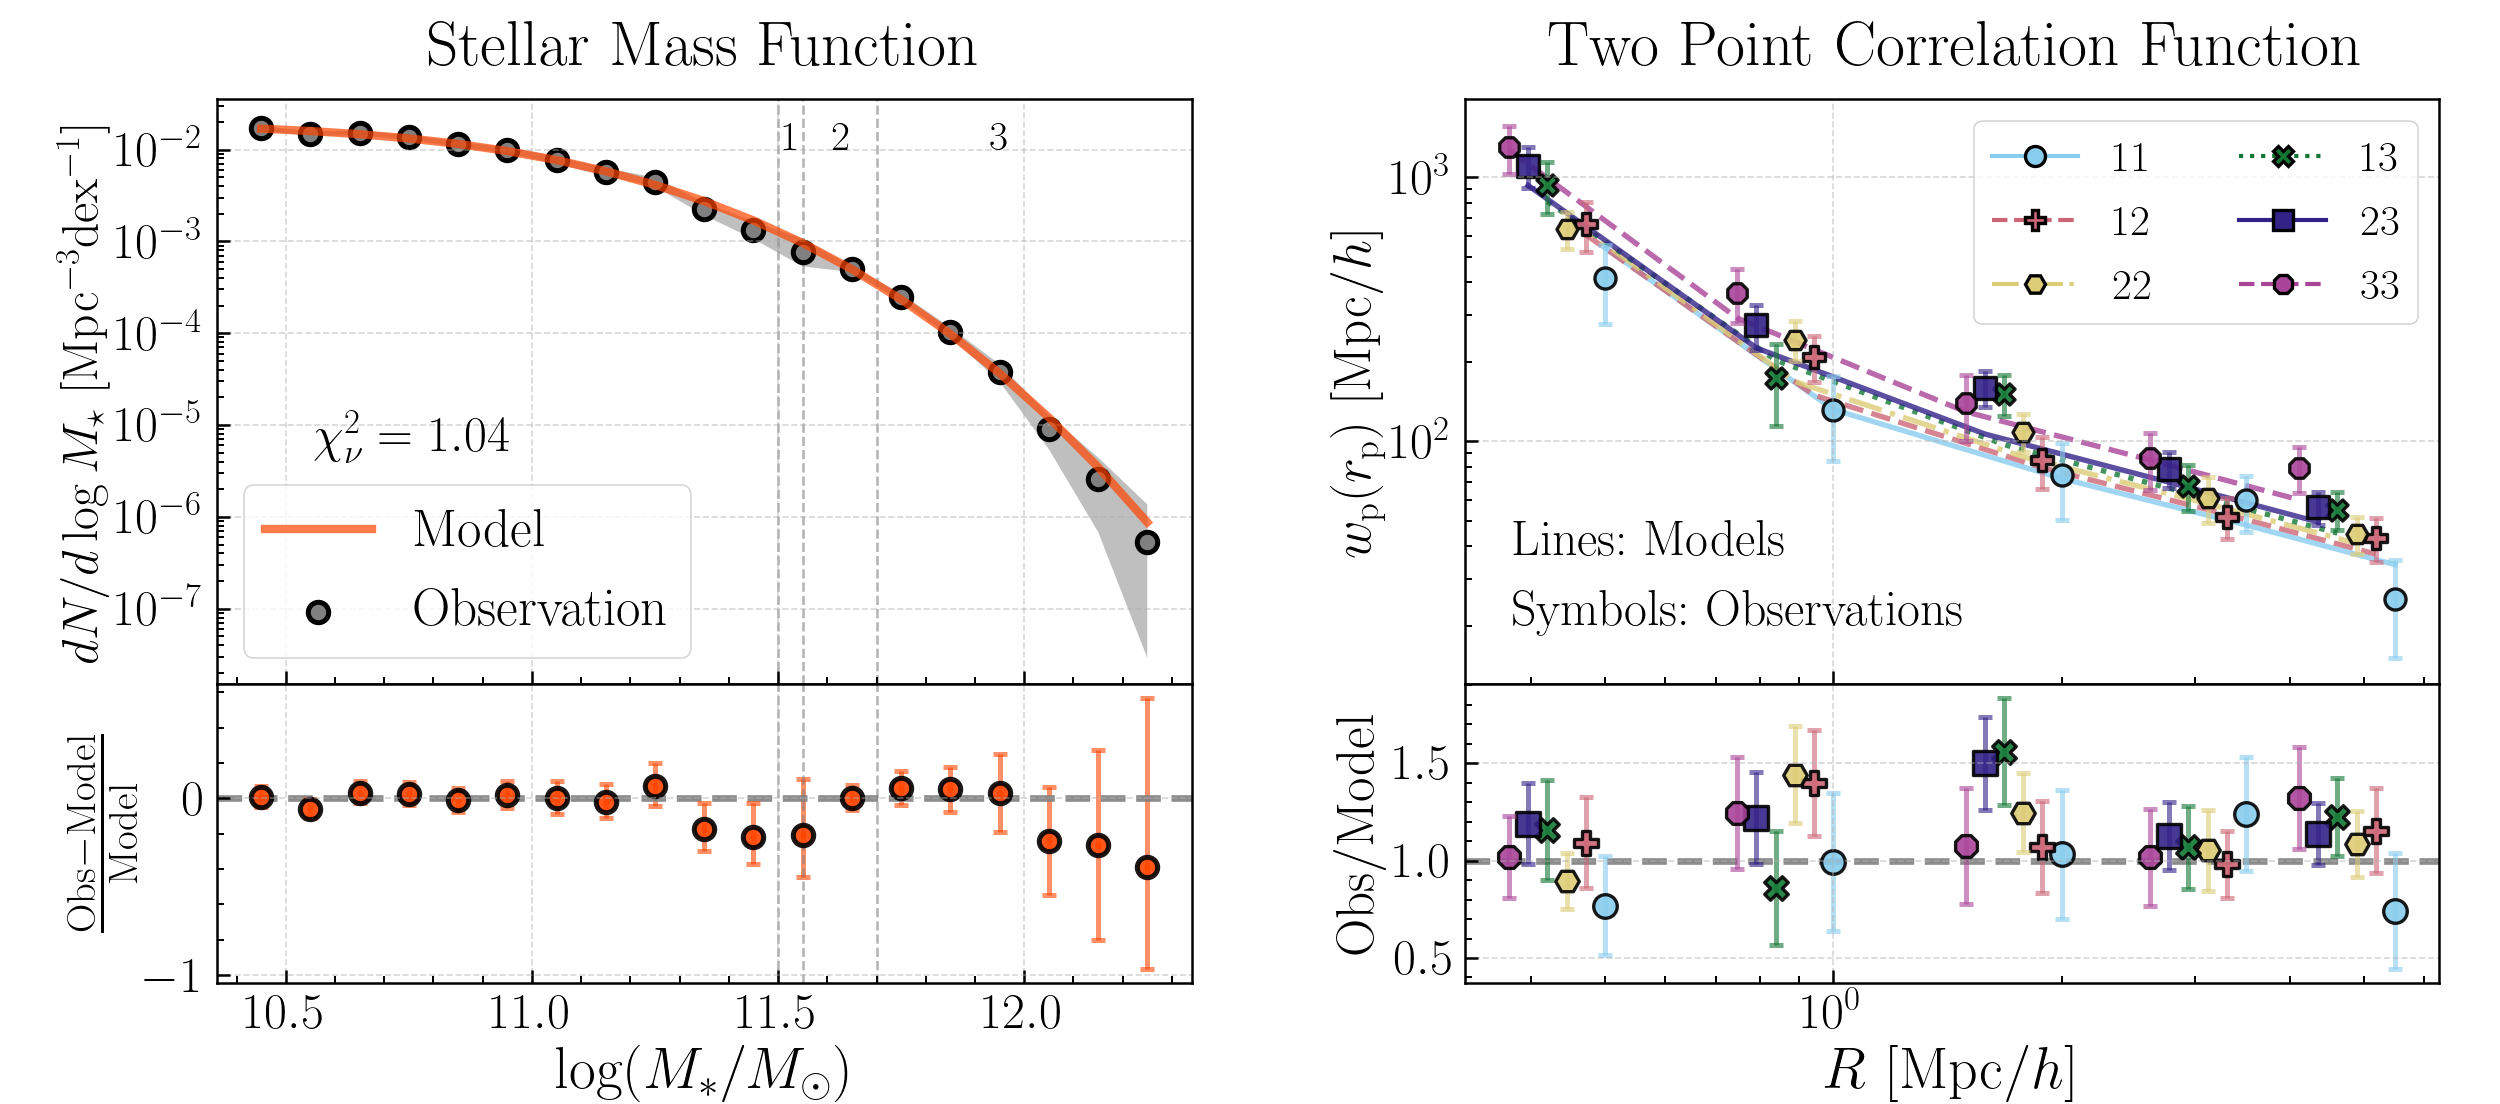 Stellar Mass Function
dN/d log M⋆ [Mpc⁻³dex⁻¹]
10⁻²
10⁻³
10⁻⁴
10⁻⁵
10⁻⁶
10⁻⁷
1
2
3
χ²ᵥ = 1.04
Model
Observation
Obs−Model
Model
0
−1
10.5
11.0
11.5
12.0
log(M*/M⊙)
Two Point Correlation Function
wₚ(rₚ) [Mpc/h]
10³
10²
11
12
22
13
23
33
Lines: Models
Symbols: Observations
Obs/Model
1.5
1.0
0.5
10⁰
R [Mpc/h]